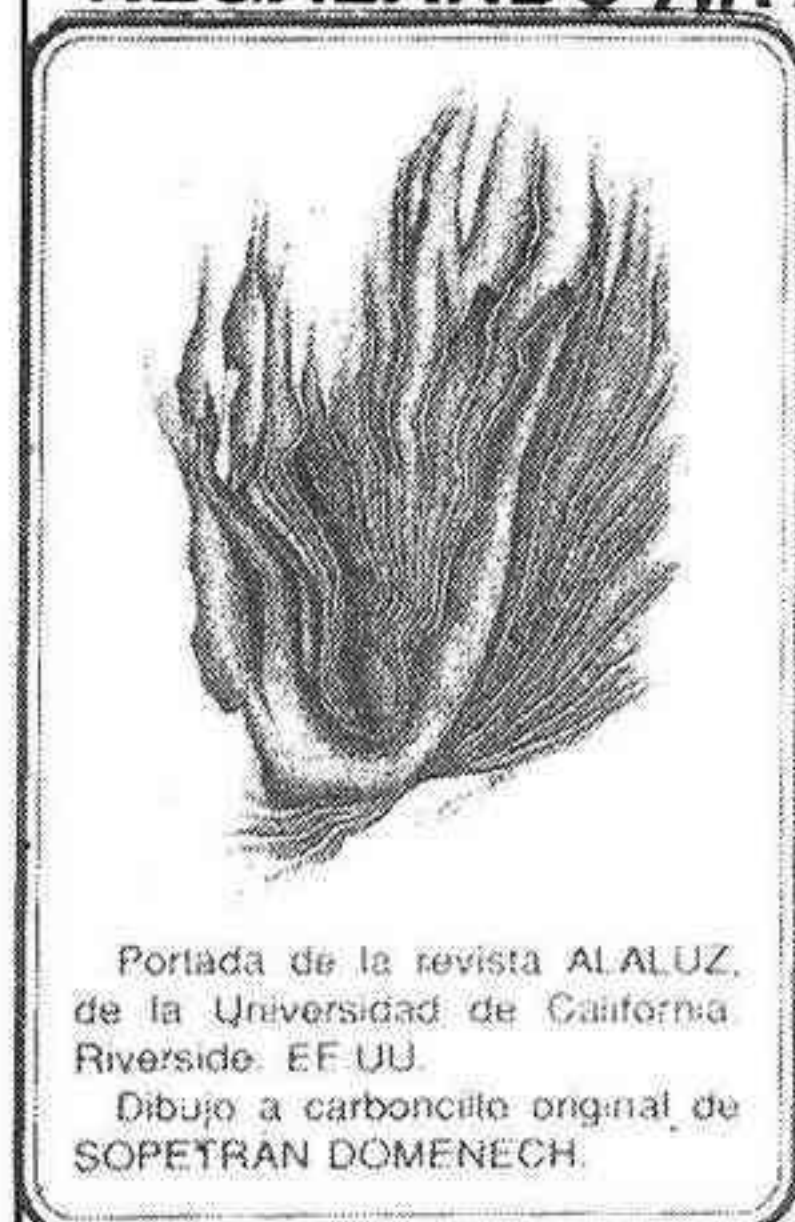 Portada de la revista ALALUZ,
de la Universidad de California.
Riverside. EE.UU.
Dibujo a carboncillo original de
SOPETRAN DOMENECH.